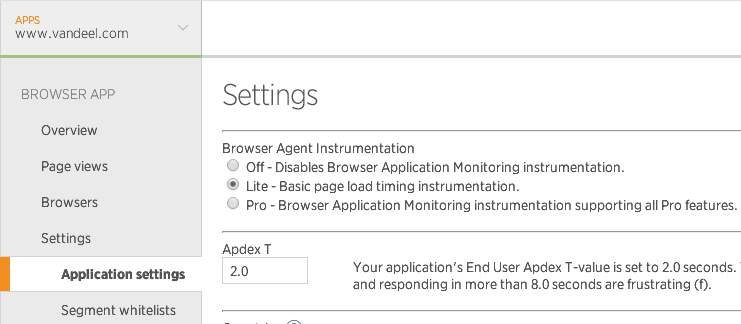 APPS
www.vandeel.com
BROWSER APP
Overview
Page views
Browsers
Settings
Application settings
Segment whitelists
Settings
Browser Agent Instrumentation
Off - Disables Browser Application Monitoring instrumentation.
Lite - Basic page load timing instrumentation.
Pro - Browser Application Monitoring instrumentation supporting all Pro features.
Apdex T
2.0
Your application's End User Apdex T-value is set to 2.0 seconds.
and responding in more than 8.0 seconds are frustrating (f).